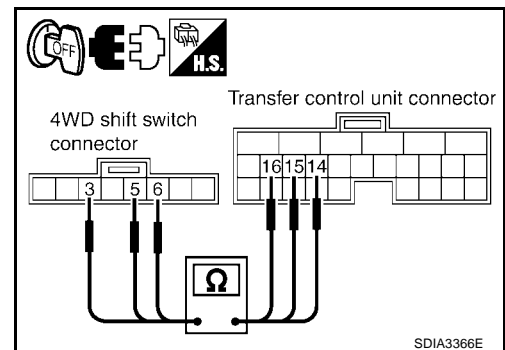 OFF
H.S.
Transfer control unit connector
4WD shift switch
connector
16 15 14
3 5 6
Ω
SDIA3366E